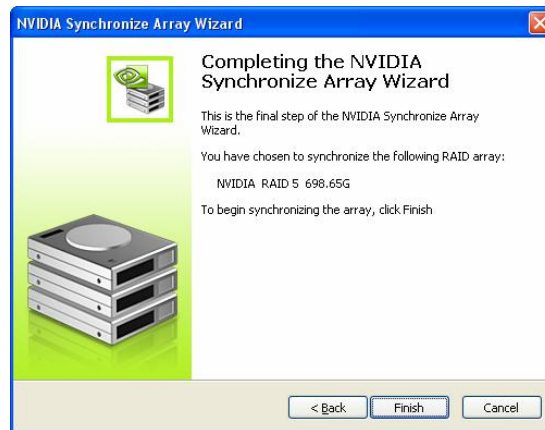 NVIDIA Synchronize Array Wizard
Completing the NVIDIA
Synchronize Array Wizard
This is the final step of the NVIDIA Synchronize Array
Wizard.
You have chosen to synchronize the following RAID array:
NVIDIA RAID 5 698.65G
To begin synchronizing the array, click Finish
< Back
Finish
Cancel